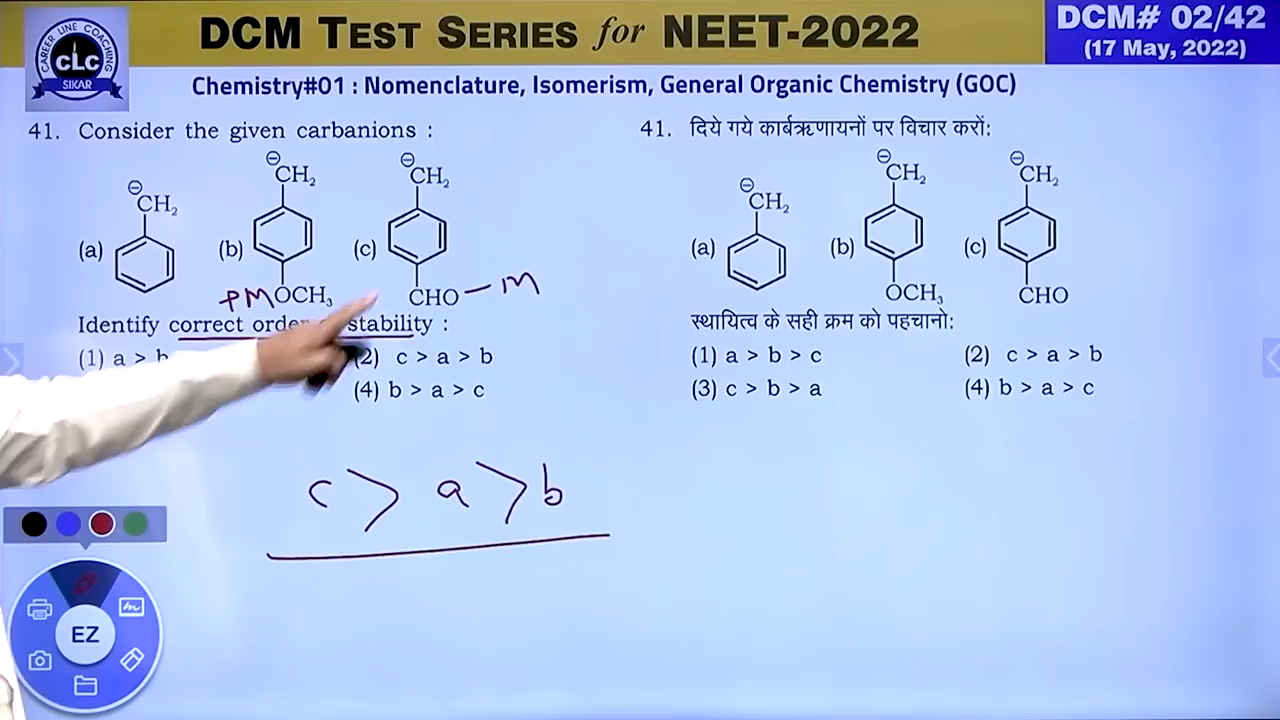 CAREER LINE COACHING
CLC
SIKAR
DCM TEST SERIES for NEET-2022
DCM# 02/42
(17 May, 2022)
Chemistry#01 : Nomenclature, Isomerism, General Organic Chemistry (GOC)
41. Consider the given carbanions :
⊖CH₂ ⊖CH₂ ⊖CH₂
(a) (b) (c)
+M OCH₃ CHO – M
Identify correct order stability :
(1) a > b (2) c > a > b
(4) b > a > c
41. दिये गये कार्बऋणायनों पर विचार करों:
⊖CH₂ ⊖CH₂ ⊖CH₂
(a) (b) (c)
OCH₃ CHO
स्थायित्व के सही क्रम को पहचानो:
(1) a > b > c (2) c > a > b
(3) c > b > a (4) b > a > c
c > a > b
EZ